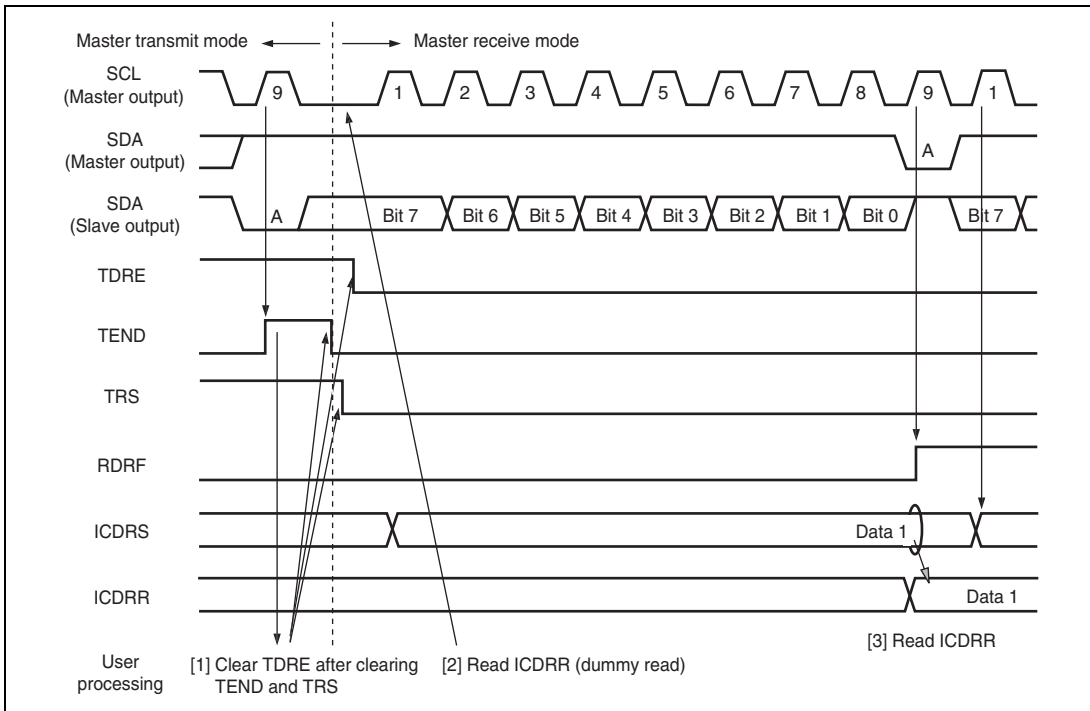 Master transmit mode Master receive mode
SCL
(Master output)
9 1 2 3 4 5 6 7 8 9 1
SDA
(Master output)
A
SDA
(Slave output)
A Bit 7 Bit 6 Bit 5 Bit 4 Bit 3 Bit 2 Bit 1 Bit 0 Bit 7
TDRE
TEND
TRS
RDRF
ICDRS
Data 1
ICDRR
Data 1
User
processing
[1] Clear TDRE after clearing
TEND and TRS
[2] Read ICDRR (dummy read)
[3] Read ICDRR